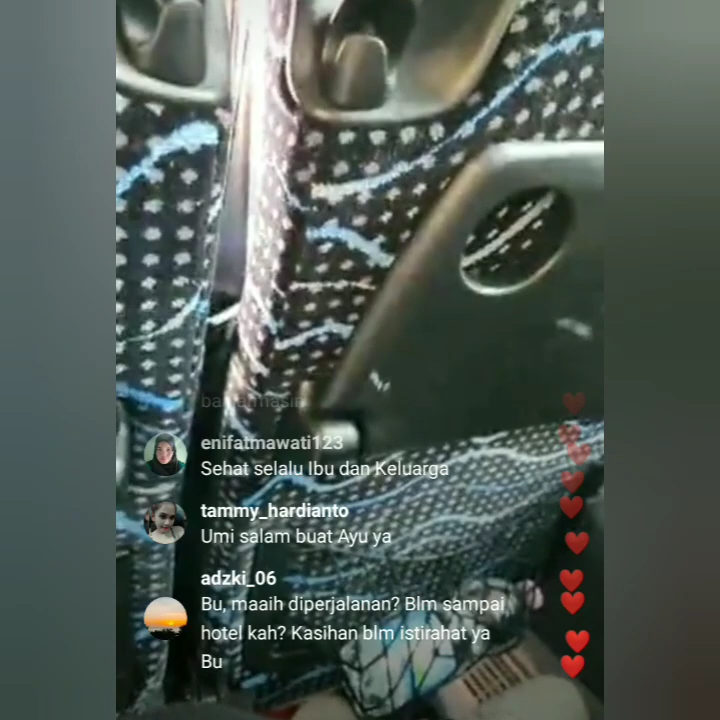 enifatmawati123
Sehat selalu Ibu dan Keluarga
tammy_hardianto
Umi salam buat Ayu ya
adzki_06
Bu, maaih diperjalanan? Blm sampai
hotel kah? Kasihan blm istirahat ya
Bu